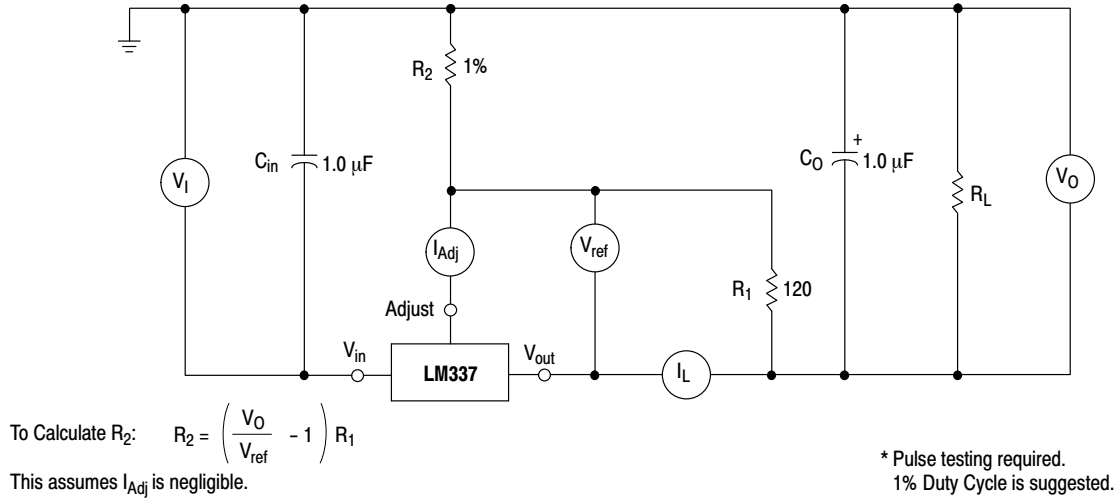 R2 1%
Cin 1.0 μF
CO + 1.0 μF
VI
RL
VO
IAdj
Vref
R1 120
Adjust
Vin
LM337
Vout
IL
To Calculate R2: R2 = ( VO / Vref - 1 ) R1
This assumes IAdj is negligible.
* Pulse testing required.
1% Duty Cycle is suggested.